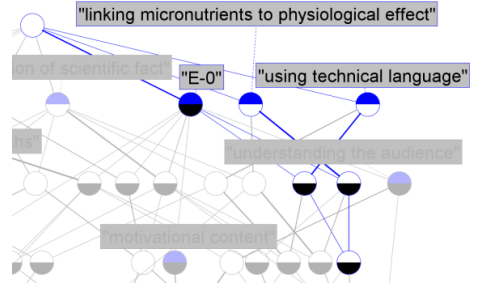 "linking micronutrients to physiological effect"
on of scientific fact"
"E-0"
"using technical language"
hs"
"understanding the audience"
"motivational content"